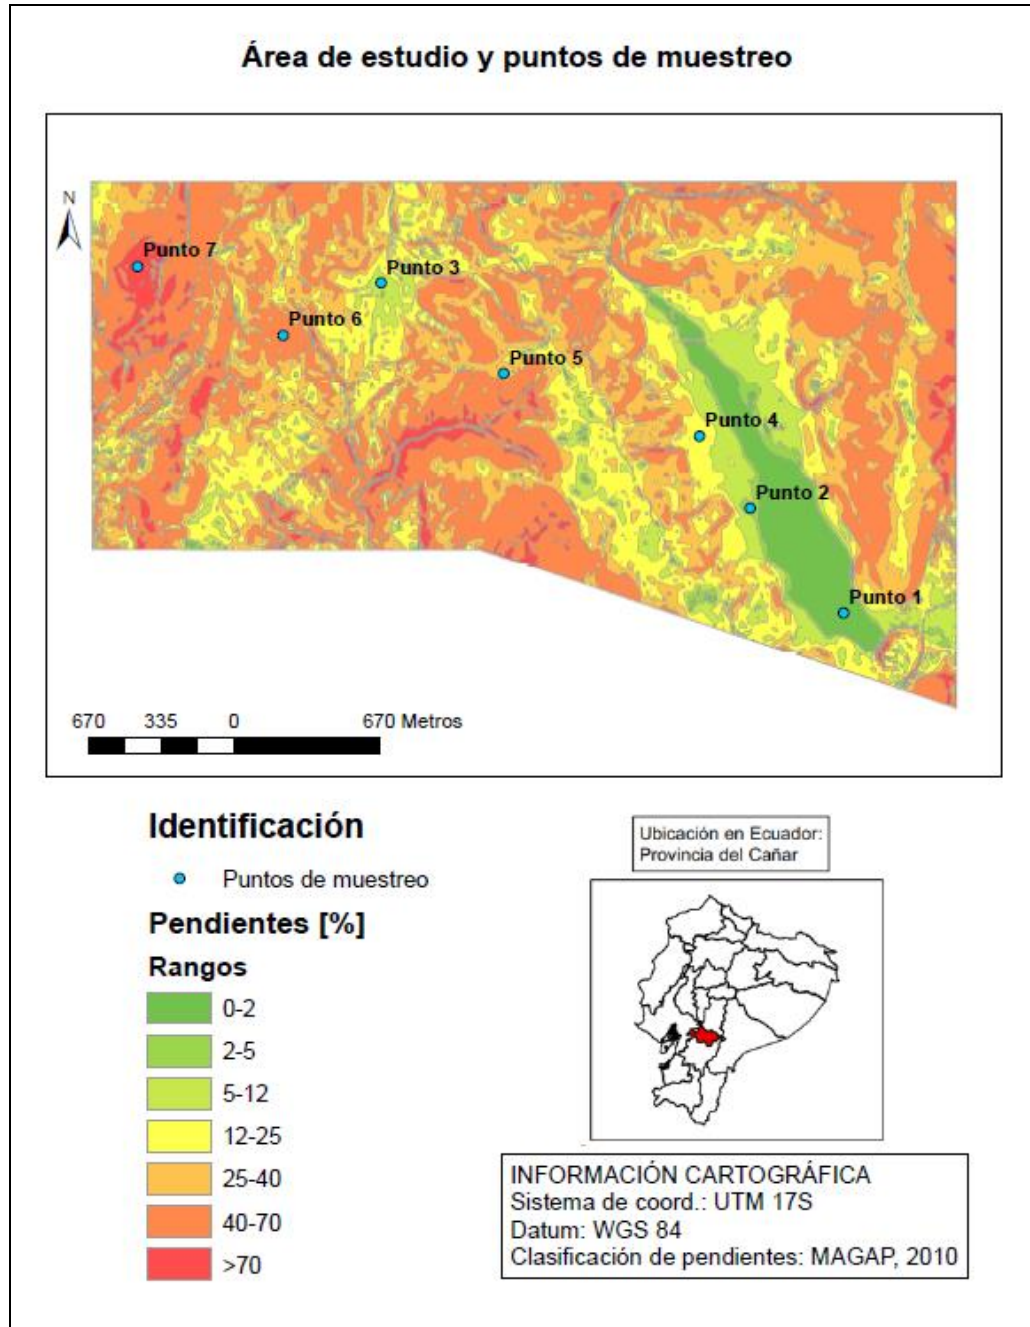 Área de estudio y puntos de muestreo
N
Punto 7
Punto 3
Punto 6
Punto 5
Punto 4
Punto 2
Punto 1
670 335 0 670 Metros
Identificación
Puntos de muestreo
Pendientes [%]
Rangos
0-2
2-5
5-12
12-25
25-40
40-70
>70
Ubicación en Ecuador:
Provincia del Cañar
INFORMACIÓN CARTOGRÁFICA
Sistema de coord.: UTM 17S
Datum: WGS 84
Clasificación de pendientes: MAGAP, 2010